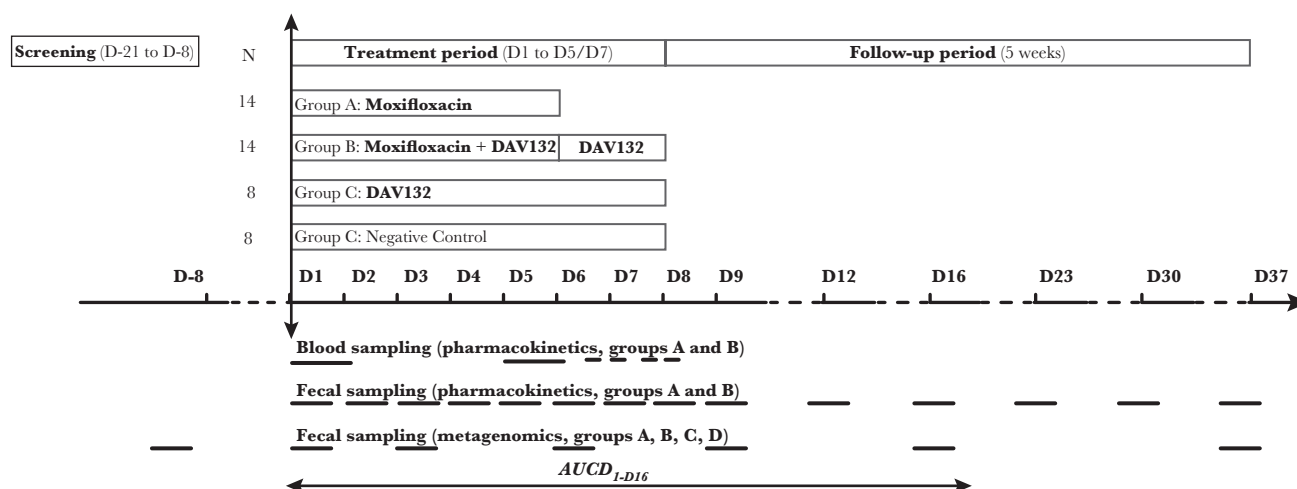 Screening (D-21 to D-8) N Treatment period (D1 to D5/D7) Follow-up period (5 weeks)
14 Group A: Moxifloxacin
14 Group B: Moxifloxacin + DAV132 DAV132
8 Group C: DAV132
8 Group C: Negative Control
D-8 D1 D2 D3 D4 D5 D6 D7 D8 D9 D12 D16 D23 D30 D37
Blood sampling (pharmacokinetics, groups A and B)
Fecal sampling (pharmacokinetics, groups A and B)
Fecal sampling (metagenomics, groups A, B, C, D)
AUCD1-D16